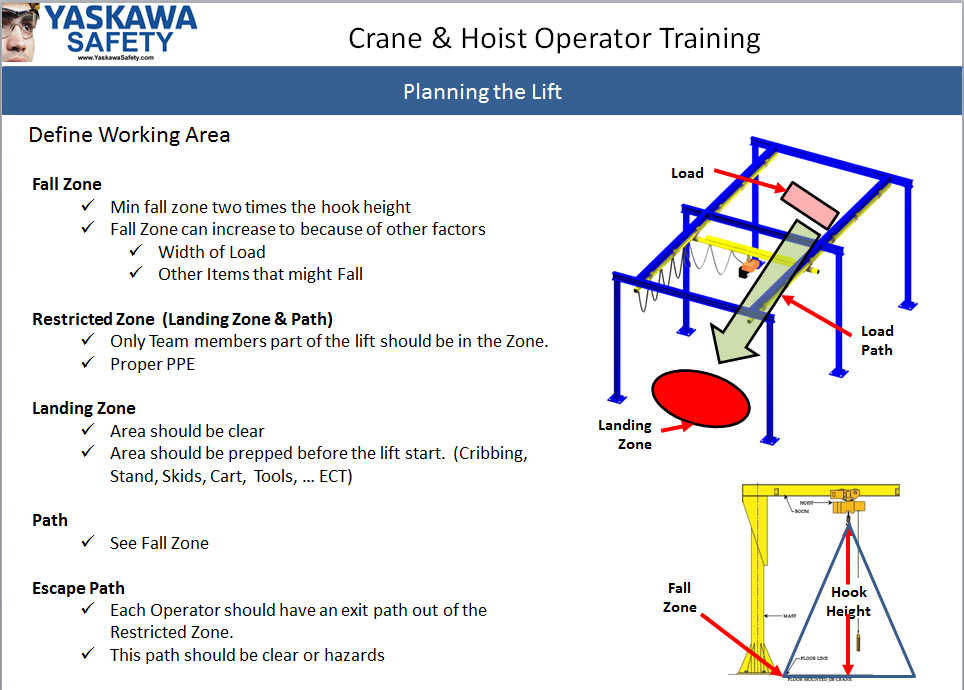 YASKAWA
SAFETY
www.YaskawaSafety.com
Crane & Hoist Operator Training
Planning the Lift
Define Working Area
Fall Zone
✓ Min fall zone two times the hook height
✓ Fall Zone can increase to because of other factors
✓ Width of Load
✓ Other Items that might Fall
Restricted Zone (Landing Zone & Path)
✓ Only Team members part of the lift should be in the Zone.
✓ Proper PPE
Landing Zone
✓ Area should be clear
✓ Area should be prepped before the lift start. (Cribbing,
Stand, Skids, Cart, Tools, ... ECT)
Path
✓ See Fall Zone
Escape Path
✓ Each Operator should have an exit path out of the
Restricted Zone.
✓ This path should be clear or hazards
Load
Load
Path
Landing
Zone
HOIST
BOOM
Fall
Zone
Hook
Height
MAST
FLOOR LINE
FLOOR MOUNTED JIB CRANE